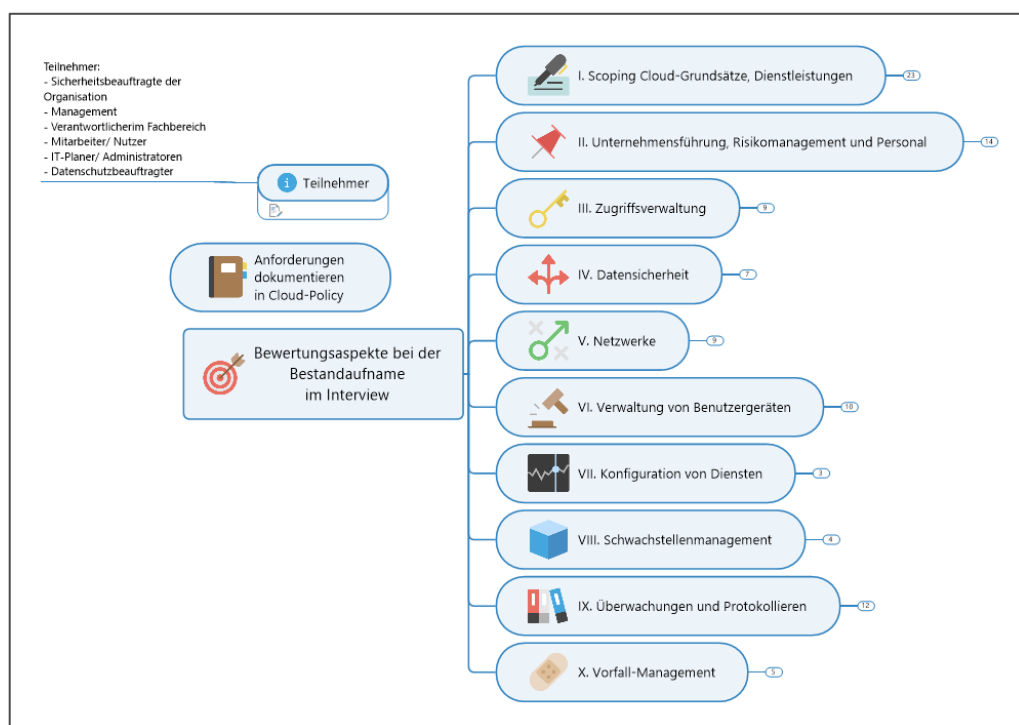 Teilnehmer:
- Sicherheitsbeauftragte der
Organisation
- Management
- Verantwortlicherim Fachbereich
- Mitarbeiter/ Nutzer
- IT-Planer/ Administratoren
- Datenschutzbeauftragter
Teilnehmer
Anforderungen
dokumentieren
in Cloud-Policy
Bewertungsaspekte bei der
Bestandaufname
im Interview
I. Scoping Cloud-Grundsätze, Dienstleistungen
23
II. Unternehmensführung, Risikomanagement und Personal
14
III. Zugriffsverwaltung
9
IV. Datensicherheit
7
V. Netzwerke
9
VI. Verwaltung von Benutzergeräten
VII. Konfiguration von Diensten
3
VIII. Schwachstellenmanagement
4
IX. Überwachungen und Protokollieren
12
X. Vorfall-Management
5